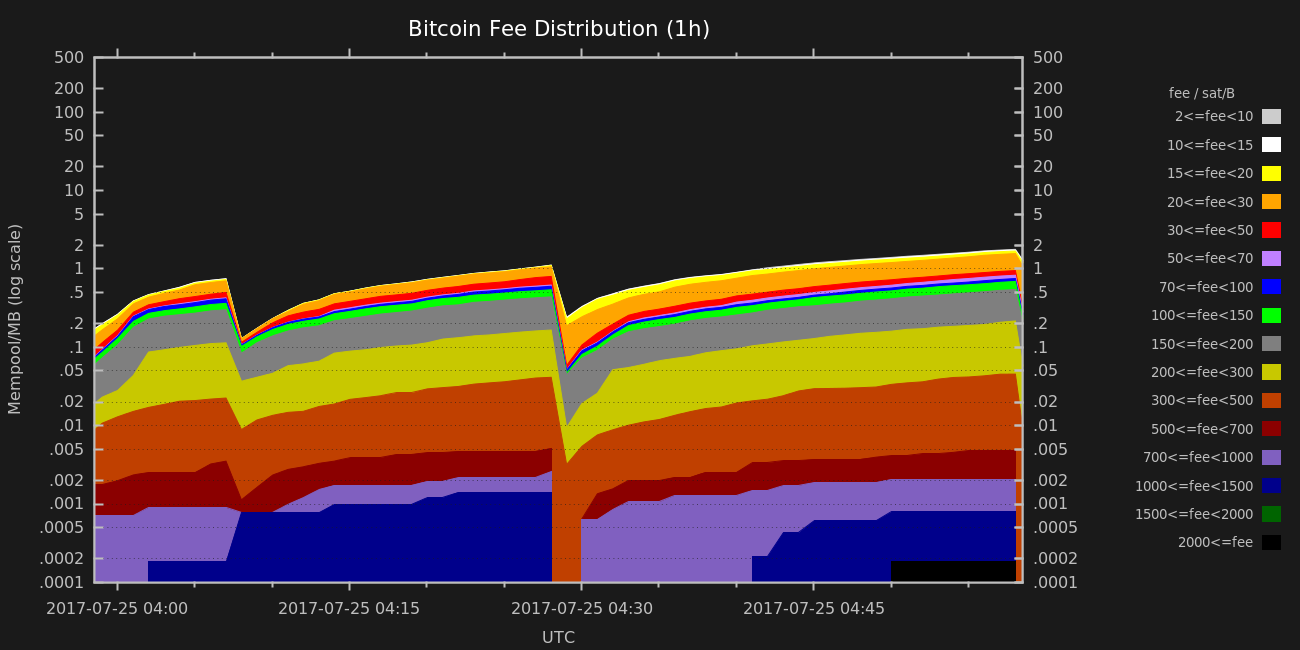 Bitcoin Fee Distribution (1h)
Mempool/MB (log scale)
500
200
100
50
20
10
5
2
1
.5
.2
.1
.05
.02
.01
.005
.002
.001
.0005
.0002
.0001
500
200
100
50
20
10
5
2
1
.5
.2
.1
.05
.02
.01
.005
.002
.001
.0005
.0002
.0001
2017-07-25 04:00
2017-07-25 04:15
2017-07-25 04:30
2017-07-25 04:45
UTC
fee / sat/B
2<=fee<10
10<=fee<15
15<=fee<20
20<=fee<30
30<=fee<50
50<=fee<70
70<=fee<100
100<=fee<150
150<=fee<200
200<=fee<300
300<=fee<500
500<=fee<700
700<=fee<1000
1000<=fee<1500
1500<=fee<2000
2000<=fee